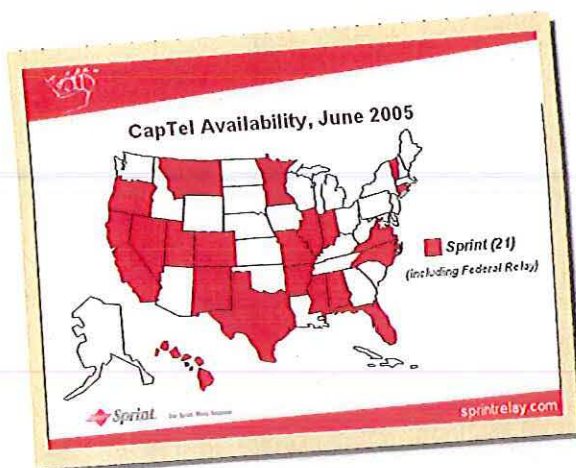 CapTel Availability, June 2005
Sprint (21)
(including Federal Relay)
Sprint.
sprintrelay.com